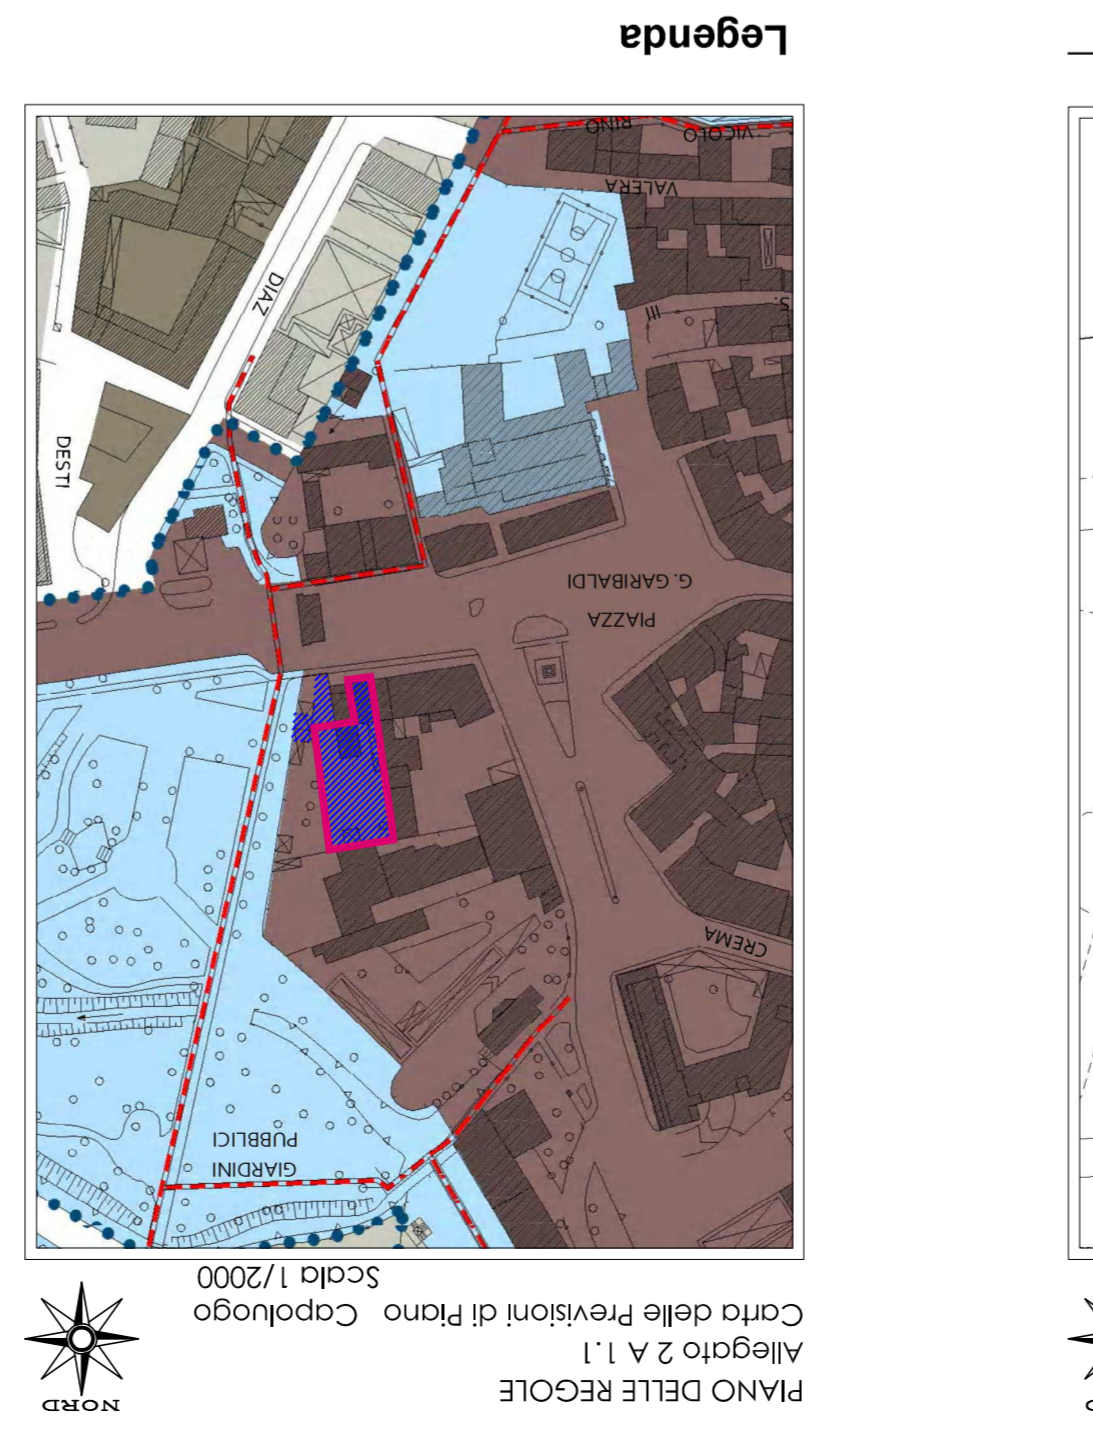 PIANO DELLE REGOLE
Allegato 2 A 1.1
Carta delle Previsioni di Piano Capoluogo
Scala 1/2000
NORD
GIARDINI
PUBBLICI
CREMA
PIAZZA
G. GARIBALDI
DESTI
DIAZ
S.
III
VALERA
VICOLO
RINO
Legenda